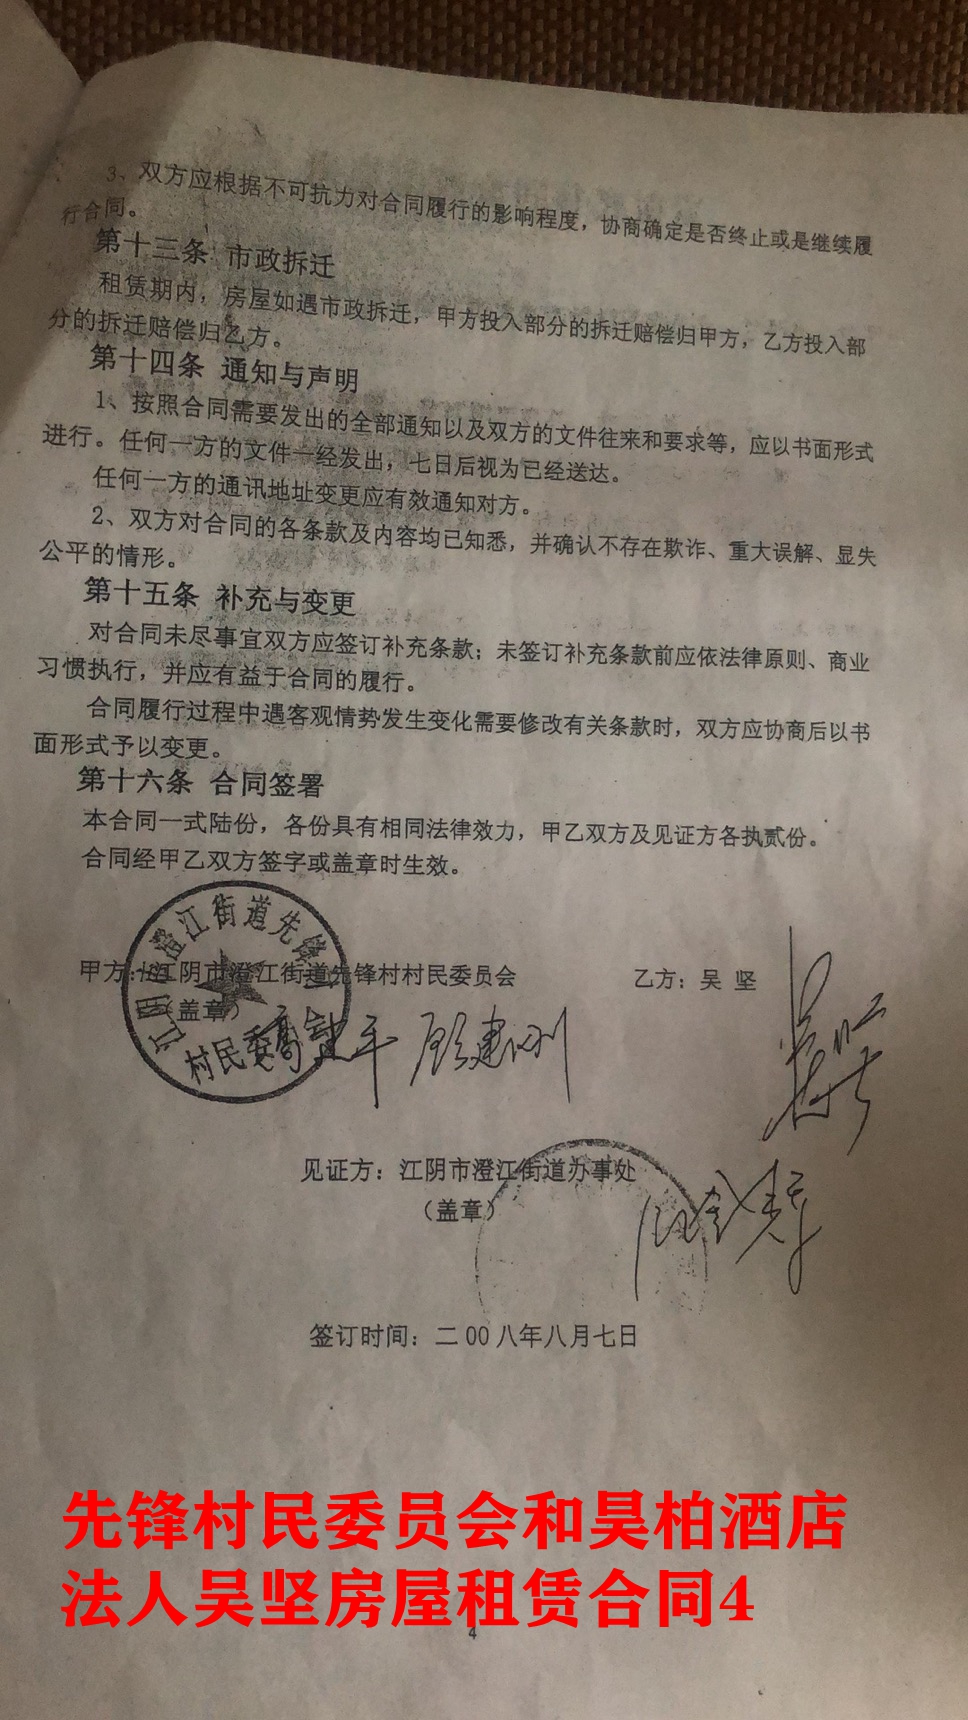 3、双方应根据不可抗力对合同履行的影响程度，协商确定是否终止或是继续履
行合同。
第十三条 市政拆迁
租赁期内，房屋如遇市政拆迁，甲方投入部分的拆迁赔偿归甲方，乙方投入部
分的拆迁赔偿归乙方。
第十四条 通知与声明
1、按照合同需要发出的全部通知以及双方的文件往来和要求等，应以书面形式
进行。任何一方的文件一经发出，七日后视为已经送达。
任何一方的通讯地址变更应有效通知对方。
2、双方对合同的各条款及内容均已知悉，并确认不存在欺诈、重大误解、显失
公平的情形。
第十五条 补充与变更
对合同未尽事宜双方应签订补充条款；未签订补充条款前应依法律原则、商业
习惯执行，并应有益于合同的履行。
合同履行过程中遇客观情势发生变化需要修改有关条款时，双方应协商后以书
面形式予以变更。
第十六条 合同签署
本合同一式陆份，各份具有相同法律效力，甲乙双方及见证方各执贰份。
合同经甲乙双方签字或盖章时生效。
江阴市澄江街道先锋
村民委
甲方：江阴市澄江街道先锋村村民委员会
乙方：吴 坚
（盖章）
建平
顾建刚
吴坚
见证方：江阴市澄江街道办事处
（盖章）
签订时间：二00八年八月七日
先锋村民委员会和昊柏酒店
法人吴坚房屋租赁合同4
4